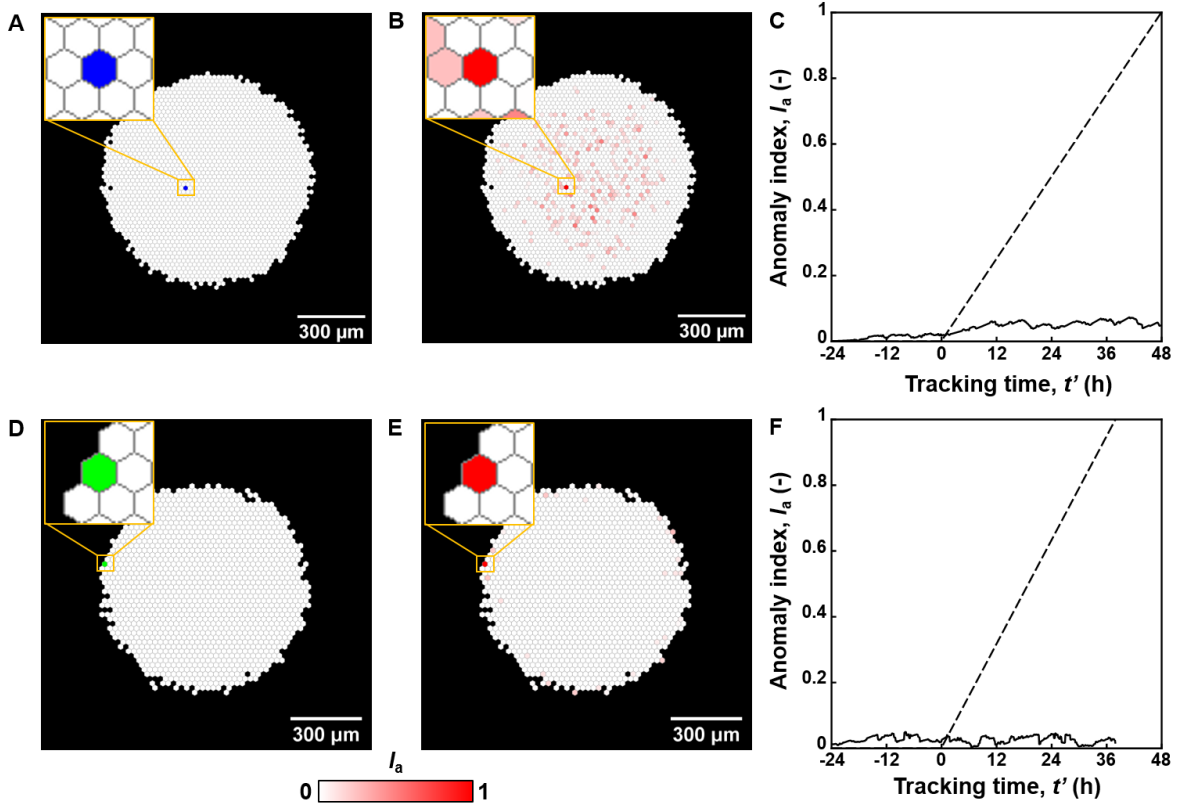 A
300 µm
B
300 µm
C
Anomaly index, Ia (-)
1
0.8
0.6
0.4
0.2
0
-24 -12 0 12 24 36 48
Tracking time, t' (h)
D
300 µm
E
300 µm
F
Anomaly index, Ia (-)
1
0.8
0.6
0.4
0.2
0
-24 -12 0 12 24 36 48
Tracking time, t' (h)
Ia
0 1